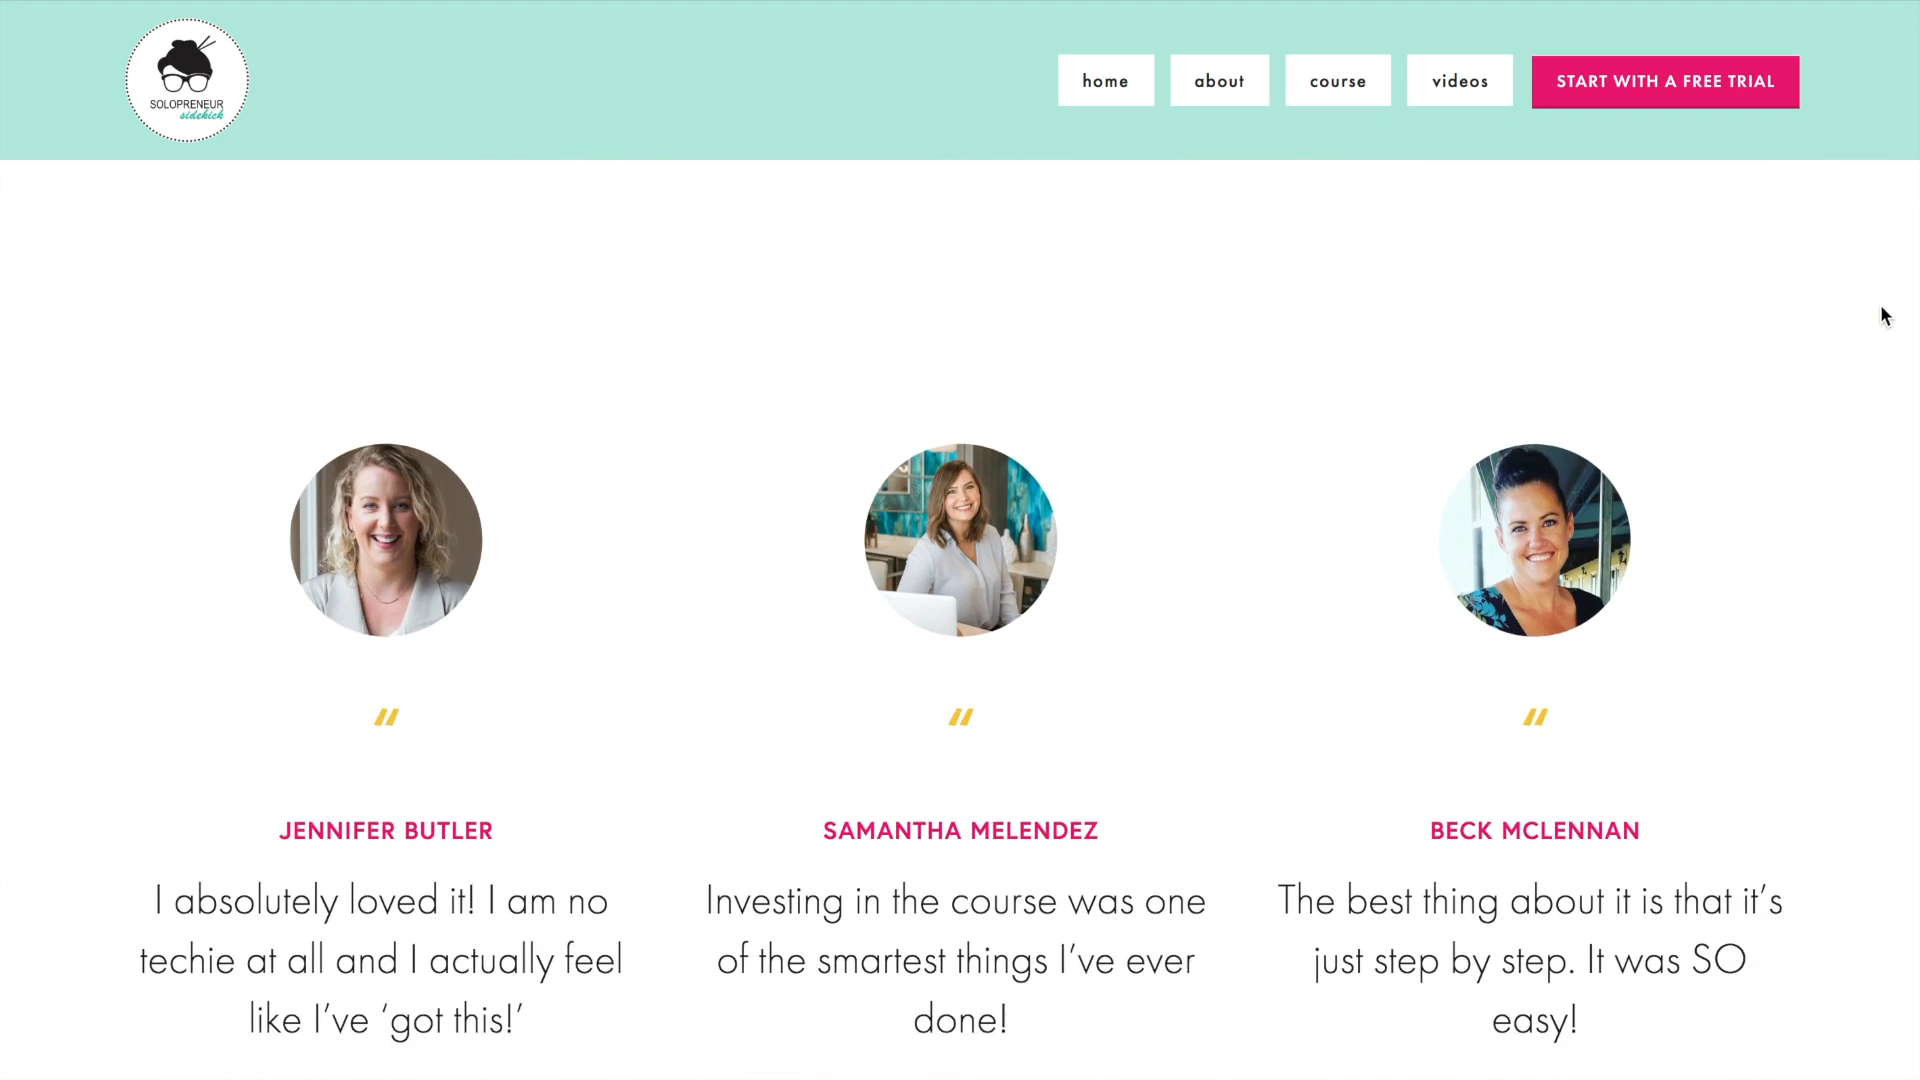 SOLOPRENEUR
sidekick
home
about
course
videos
START WITH A FREE TRIAL
“
“
“
JENNIFER BUTLER
I absolutely loved it! I am no
techie at all and I actually feel
like I’ve ‘got this!’
SAMANTHA MELENDEZ
Investing in the course was one
of the smartest things I’ve ever
done!
BECK MCLENNAN
The best thing about it is that it’s
just step by step. It was SO
easy!